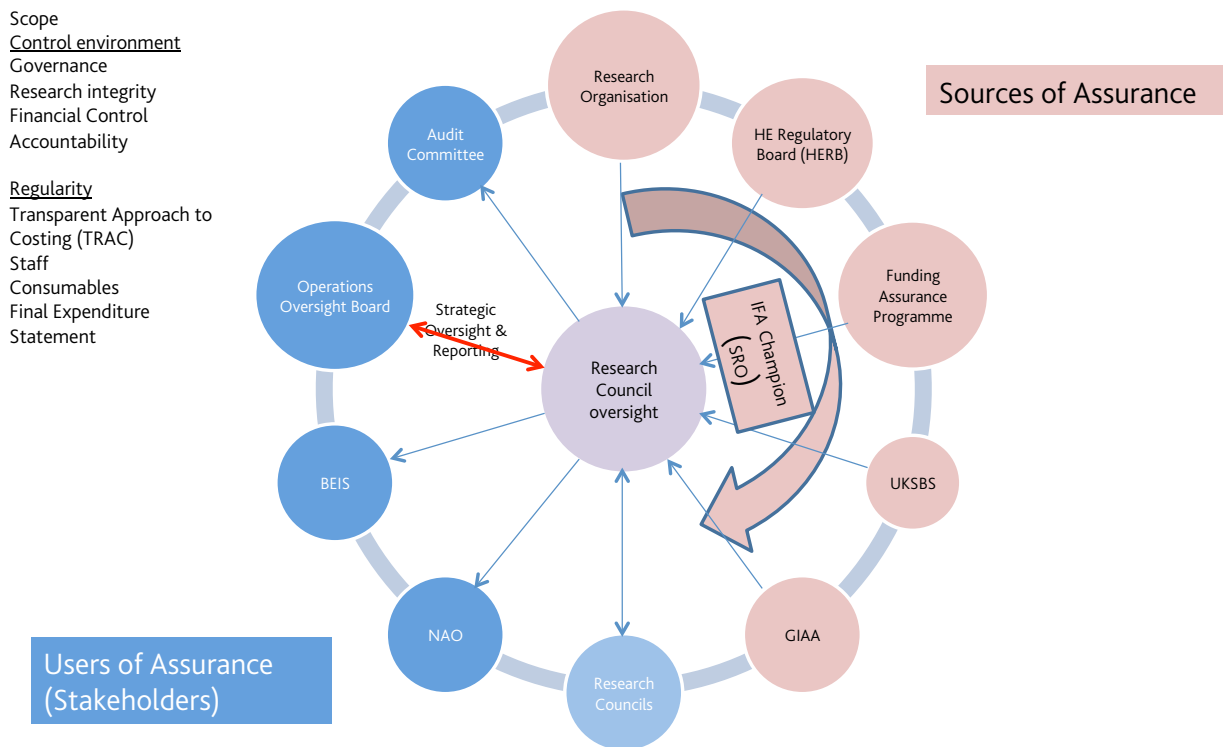 Scope
Control environment
Governance
Research integrity
Financial Control
Accountability
Regularity
Transparent Approach to
Costing (TRAC)
Staff
Consumables
Final Expenditure
Statement
Research
Organisation
Sources of Assurance
HE Regulatory
Board (HERB)
Audit
Committee
Funding
Assurance
Programme
Operations
Oversight Board
Strategic
Oversight &
Reporting
IFA Champion
(SRO)
Research
Council
oversight
BEIS
UKSBS
NAO
GIAA
Research
Councils
Users of Assurance
(Stakeholders)